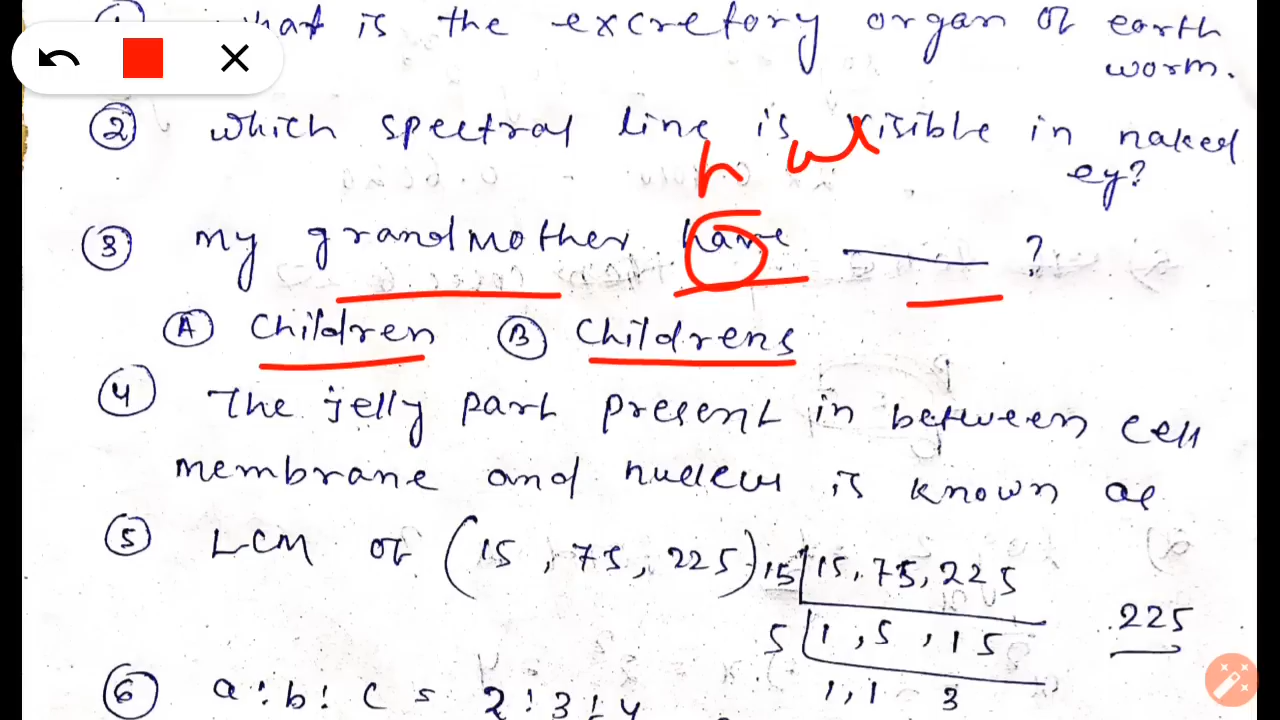 what is the excretory organ of earth
worm.
② which spectral line is visible in naked
ey?
h
③ my grandmother have ______ ?
Ⓐ children Ⓑ childrens
④ The jelly part present in between cell
membrane and nucleus is known as
⑤ LCM of (15, 75, 225) 15 | 15, 75, 225
5 | 1, 5, 15
225
1, 1 3
⑥ a:b:c = 2:3:4